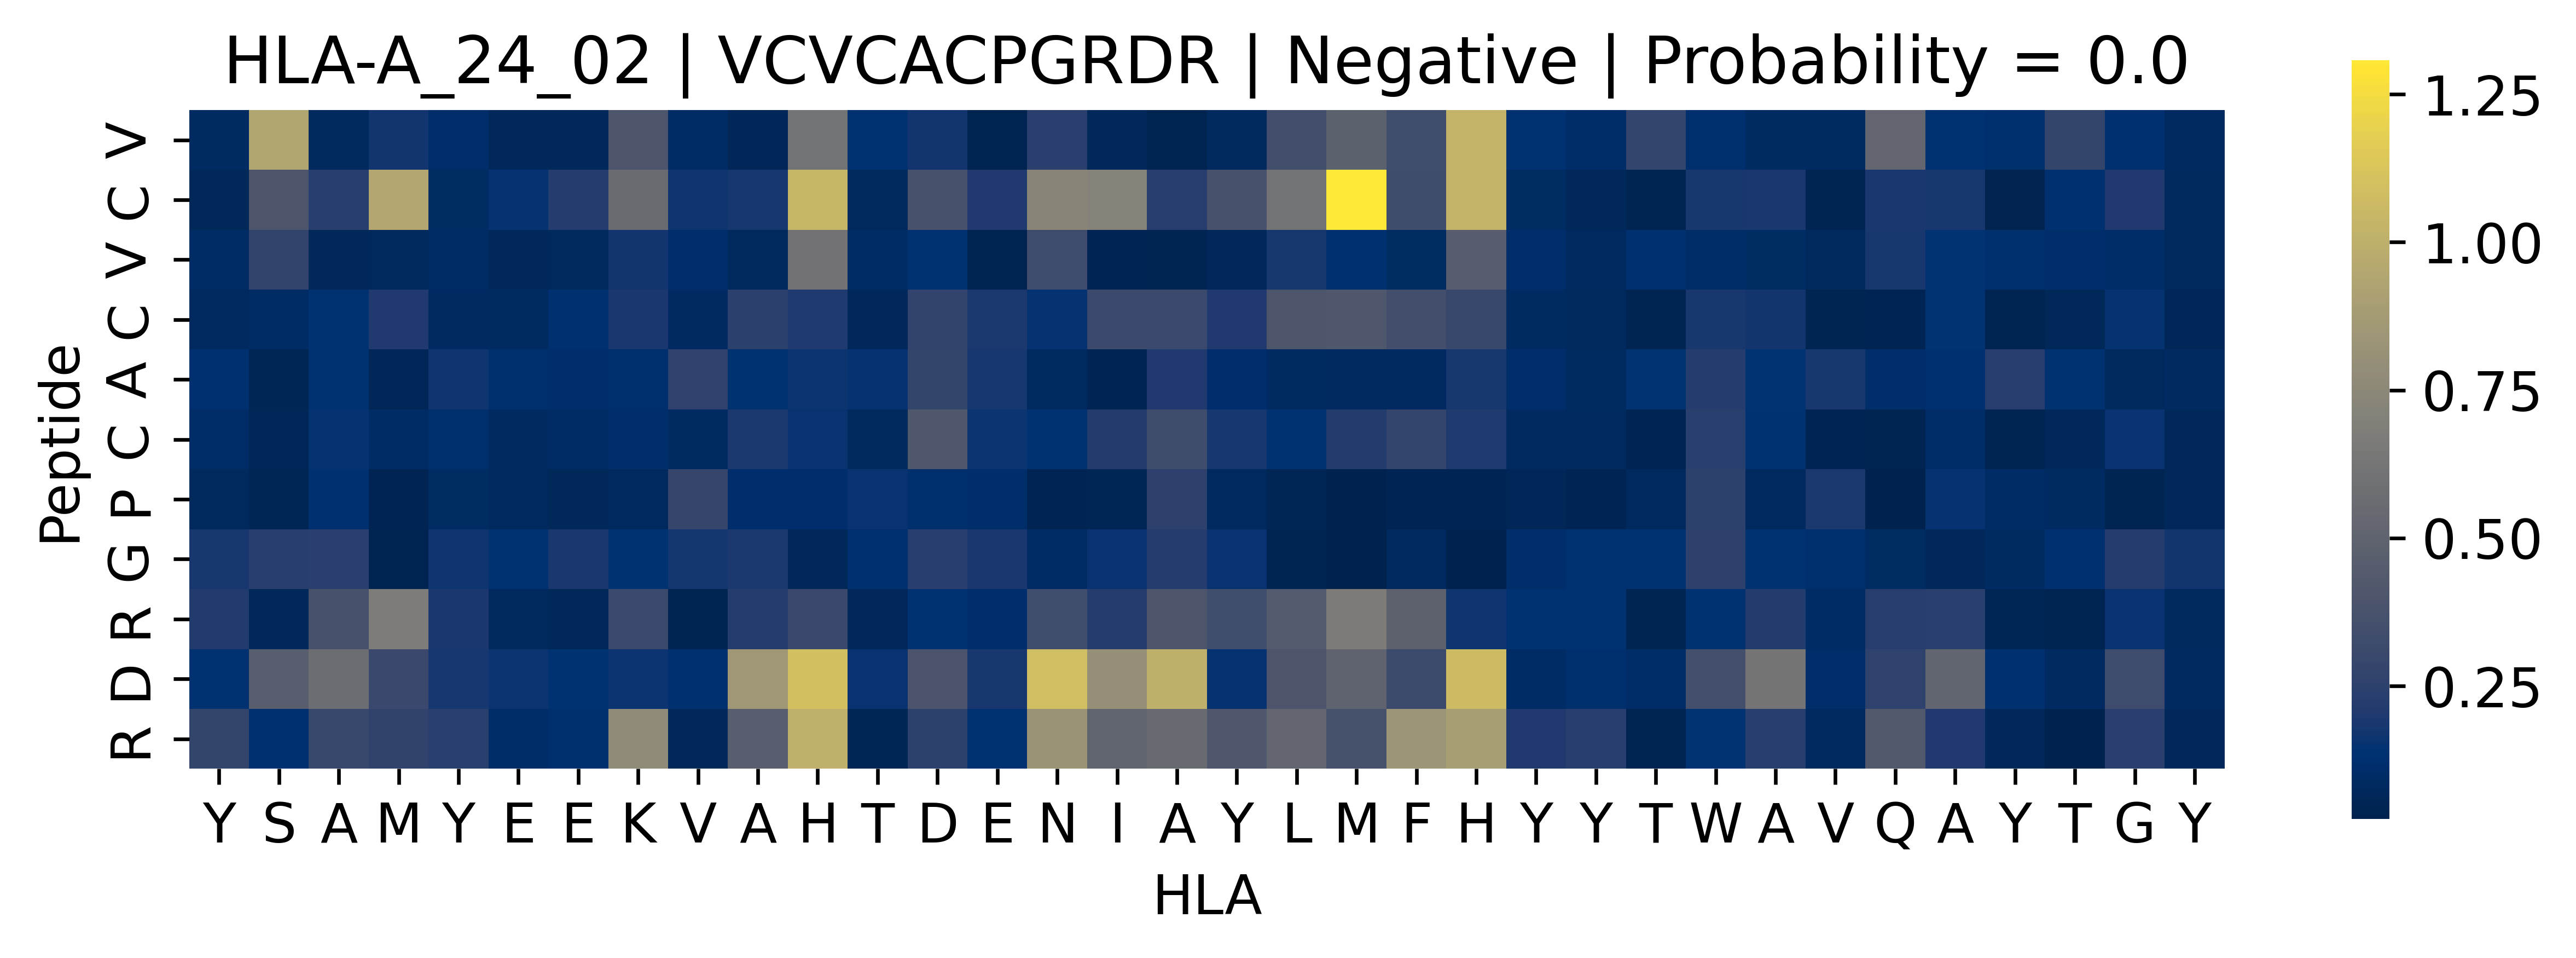 HLA-A_24_02 | VCVCACPGRDR | Negative | Probability = 0.0
Peptide
V
C
V
C
A
C
P
G
R
D
R
Y S A M Y E E K V A H T D E N I A Y L M F H Y Y T W A V Q A Y T G Y
HLA
1.25
1.00
0.75
0.50
0.25